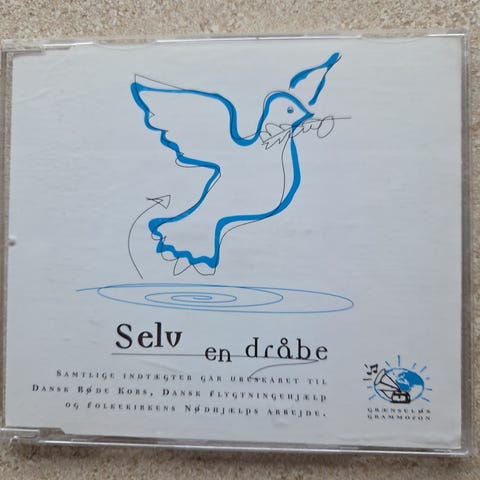 Selv en dråbe
Samtlige indtægter går ubeskåret til
Dansk Røde Kors, Dansk Flygtningehjælp
og Folkekirkens Nødhjælps arbejde.
Grænseløs
Grammofon